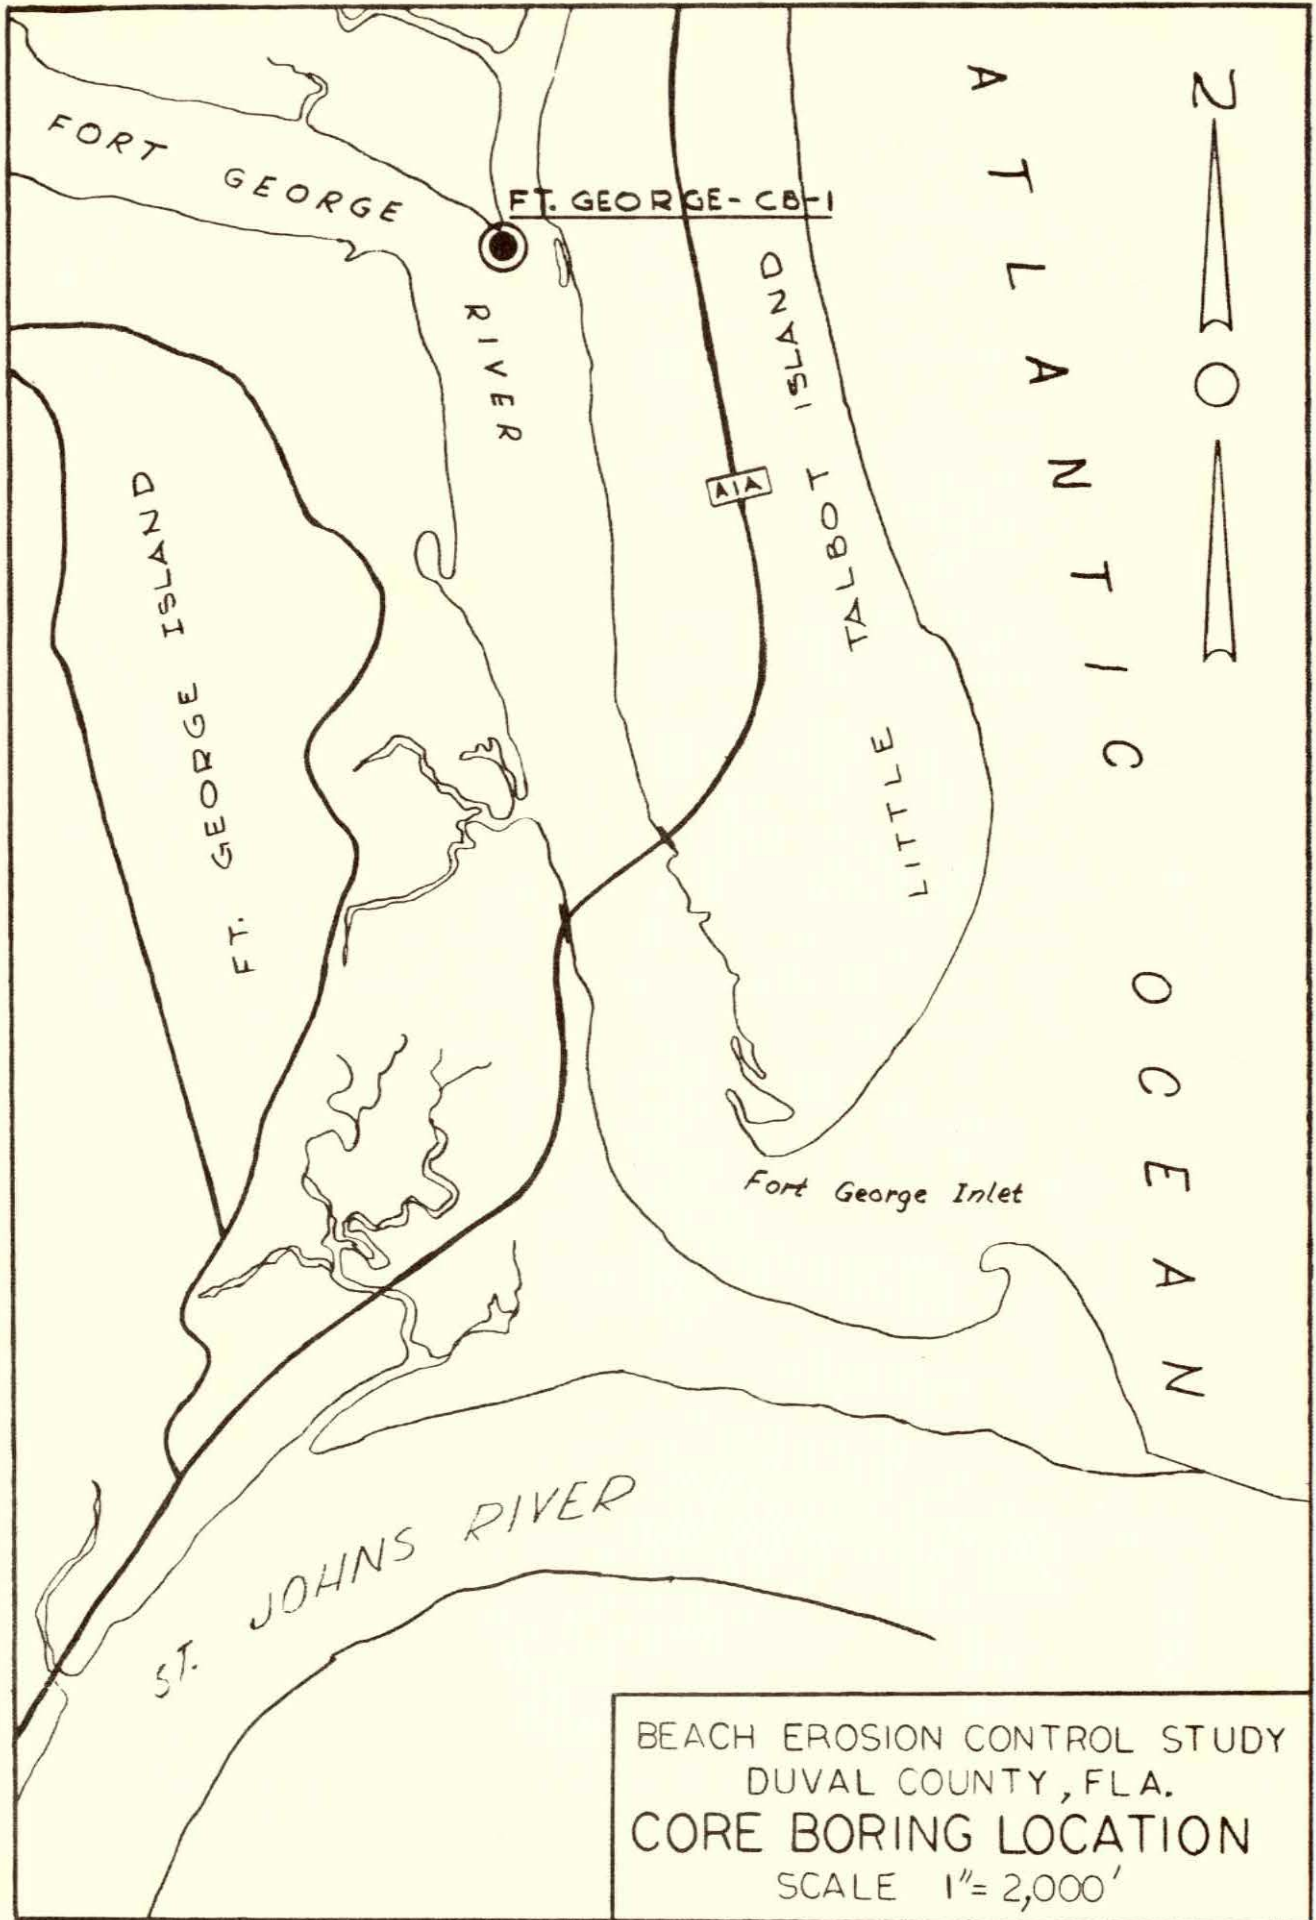 N
ATLANTIC OCEAN
FORT GEORGE RIVER
FT. GEORGE-CB-1
LITTLE TALBOT ISLAND
A1A
FT. GEORGE ISLAND
Fort George Inlet
ST. JOHNS RIVER
BEACH EROSION CONTROL STUDY
DUVAL COUNTY, FLA.
CORE BORING LOCATION
SCALE 1"= 2,000'